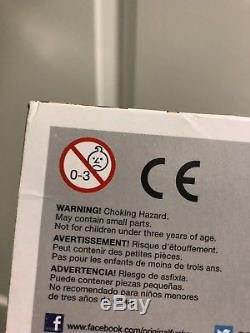 0-3
CE
WARNING! Choking Hazard.
May contain small parts.
Not for children under three years of age.
AVERTISSEMENT! Risque d'étouffement.
Peut contenir des petites pièces.
Pas pour les enfants de moins de trois ans.
ADVERTENCIA! Riesgo de asfixia.
Puede contener piezas pequeñas.
No recomendado para niños menores
de tres años
www.facebook.com/originalfunko